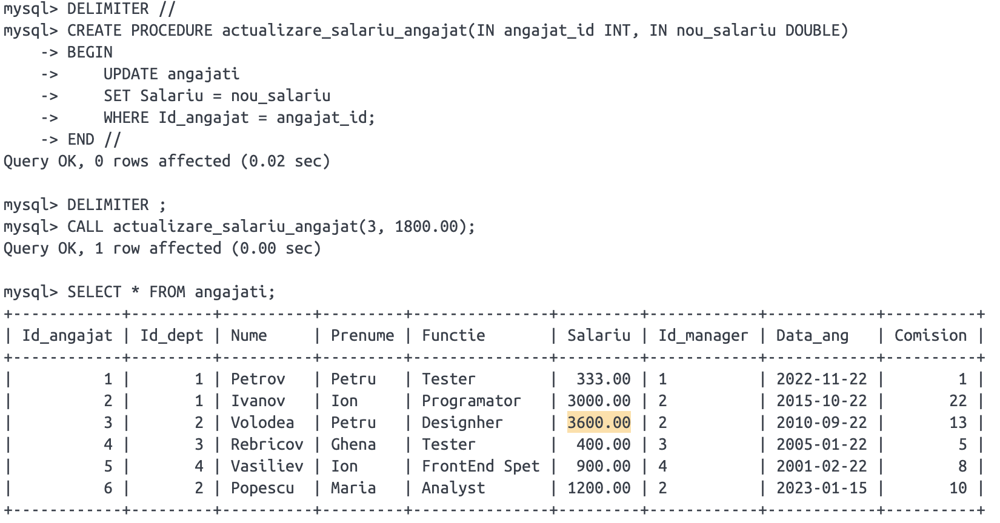 mysql> DELIMITER //
mysql> CREATE PROCEDURE actualizare_salariu_angajat(IN angajat_id INT, IN nou_salariu DOUBLE)
    -> BEGIN
    ->     UPDATE angajati
    ->     SET Salariu = nou_salariu
    ->     WHERE Id_angajat = angajat_id;
    -> END //
Query OK, 0 rows affected (0.02 sec)

mysql> DELIMITER ;
mysql> CALL actualizare_salariu_angajat(3, 1800.00);
Query OK, 1 row affected (0.00 sec)

mysql> SELECT * FROM angajati;
+------------+---------+----------+---------+---------------+---------+------------+------------+----------+
| Id_angajat | Id_dept | Nume     | Prenume | Functie       | Salariu | Id_manager | Data_ang   | Comision |
+------------+---------+----------+---------+---------------+---------+------------+------------+----------+
|          1 |       1 | Petrov   | Petru   | Tester        |  333.00 | 1          | 2022-11-22 |        1 |
|          2 |       1 | Ivanov   | Ion     | Programator   | 3000.00 | 2          | 2015-10-22 |       22 |
|          3 |       2 | Volodea  | Petru   | Designher     | 3600.00 | 2          | 2010-09-22 |       13 |
|          4 |       3 | Rebricov | Ghena   | Tester        |  400.00 | 3          | 2005-01-22 |        5 |
|          5 |       4 | Vasiliev | Ion     | FrontEnd Spet |  900.00 | 4          | 2001-02-22 |        8 |
|          6 |       2 | Popescu  | Maria   | Analyst       | 1200.00 | 2          | 2023-01-15 |       10 |
+------------+---------+----------+---------+---------------+---------+------------+------------+----------+